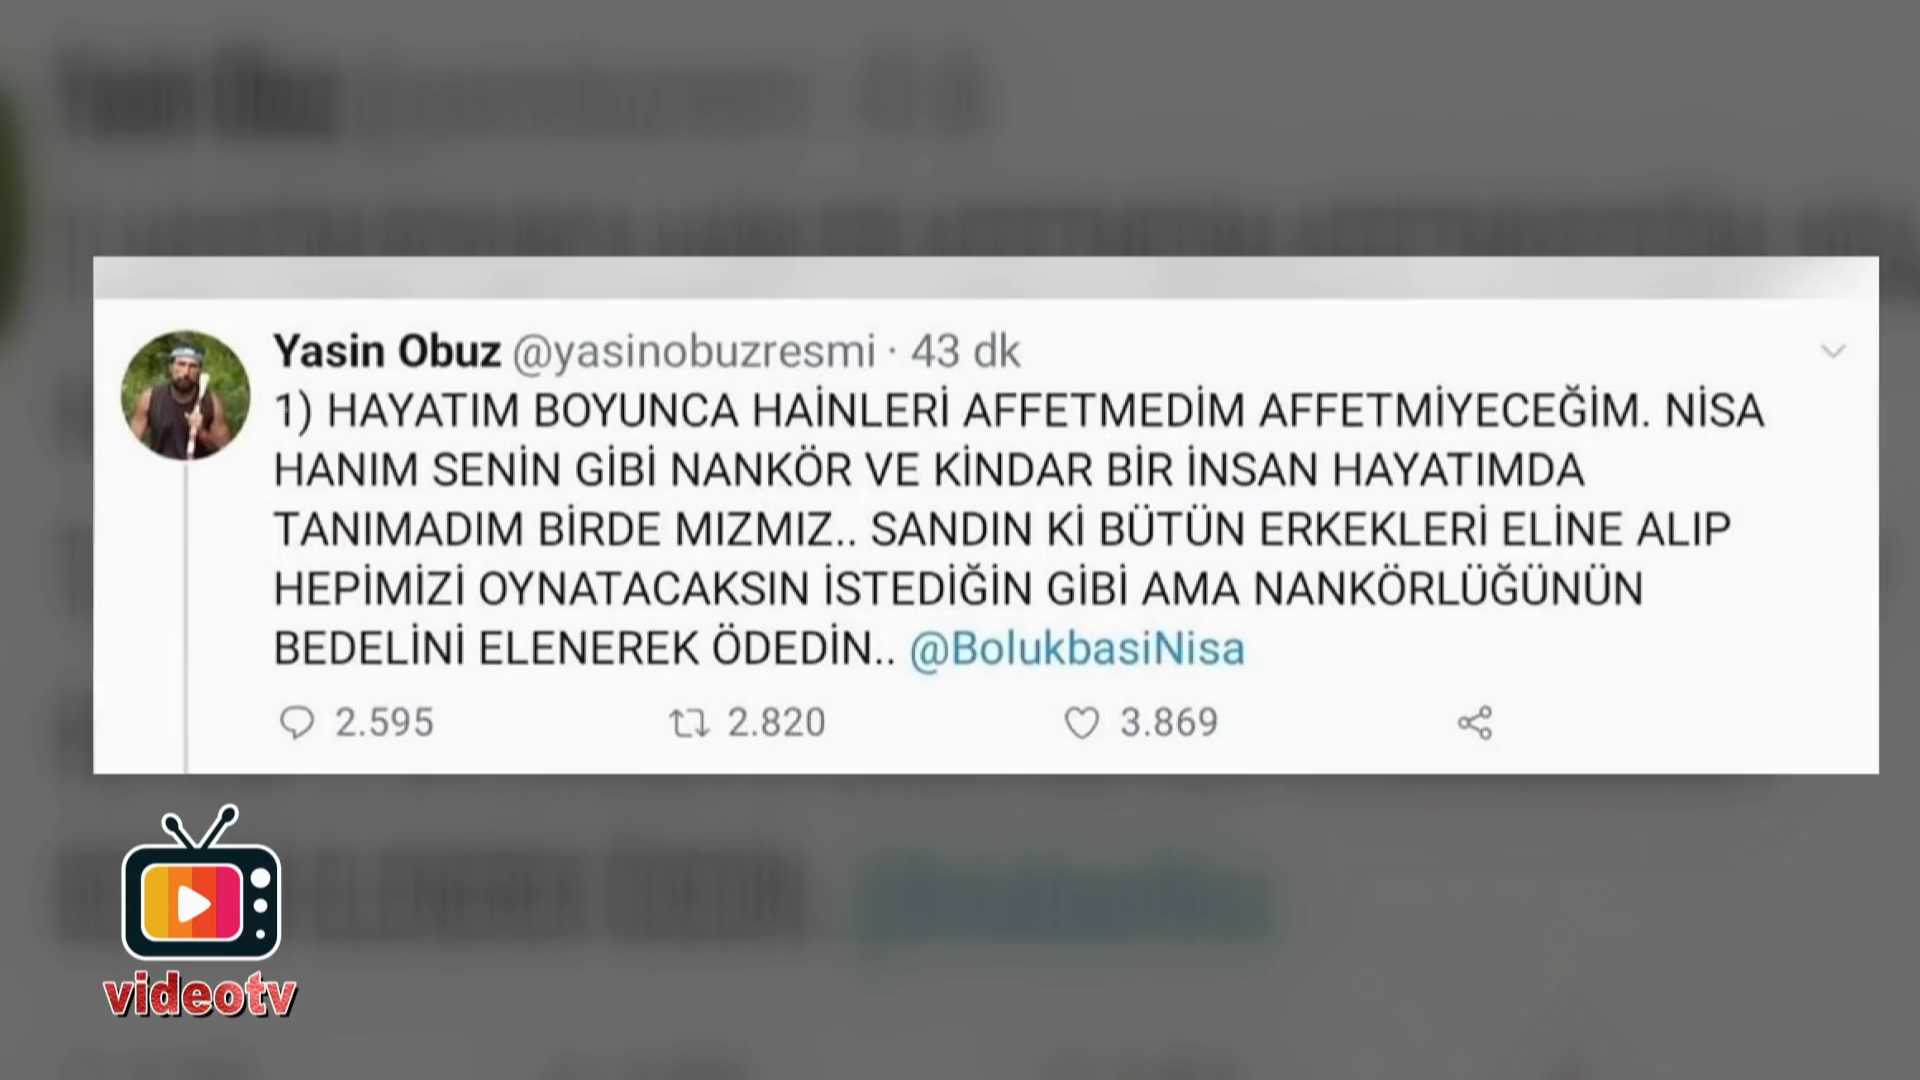 Yasin Obuz @yasinobuzresmi · 43 dk
1) HAYATIM BOYUNCA HAİNLERİ AFFETMEDİM AFFETMİYECEĞİM. NİSA
HANIM SENİN GİBİ NANKÖR VE KİNDAR BİR İNSAN HAYATIMDA
TANIMADIM BİRDE MIZMIZ.. SANDIN Kİ BÜTÜN ERKEKLERİ ELİNE ALIP
HEPİMİZİ OYNATACAKSIN İSTEDİĞİN GİBİ AMA NANKÖRLÜĞÜNÜN
BEDELİNİ ELENEREK ÖDEDİN.. @BolukbasiNisa
2.595 2.820 3.869
videotv